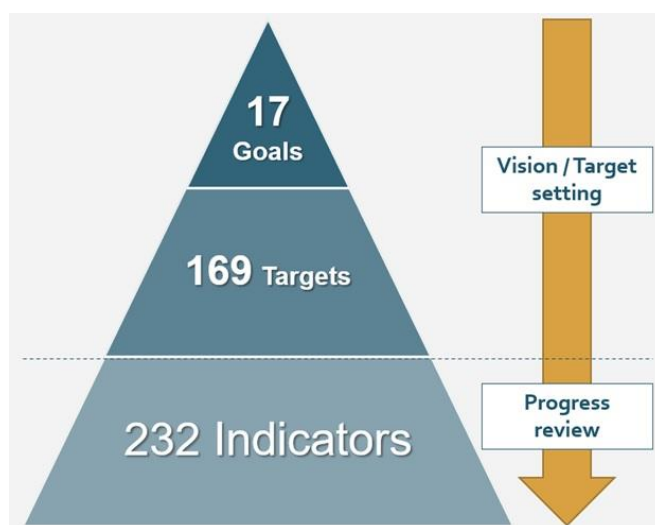 17
Goals
169 Targets
232 Indicators
Vision / Target
setting
Progress
review